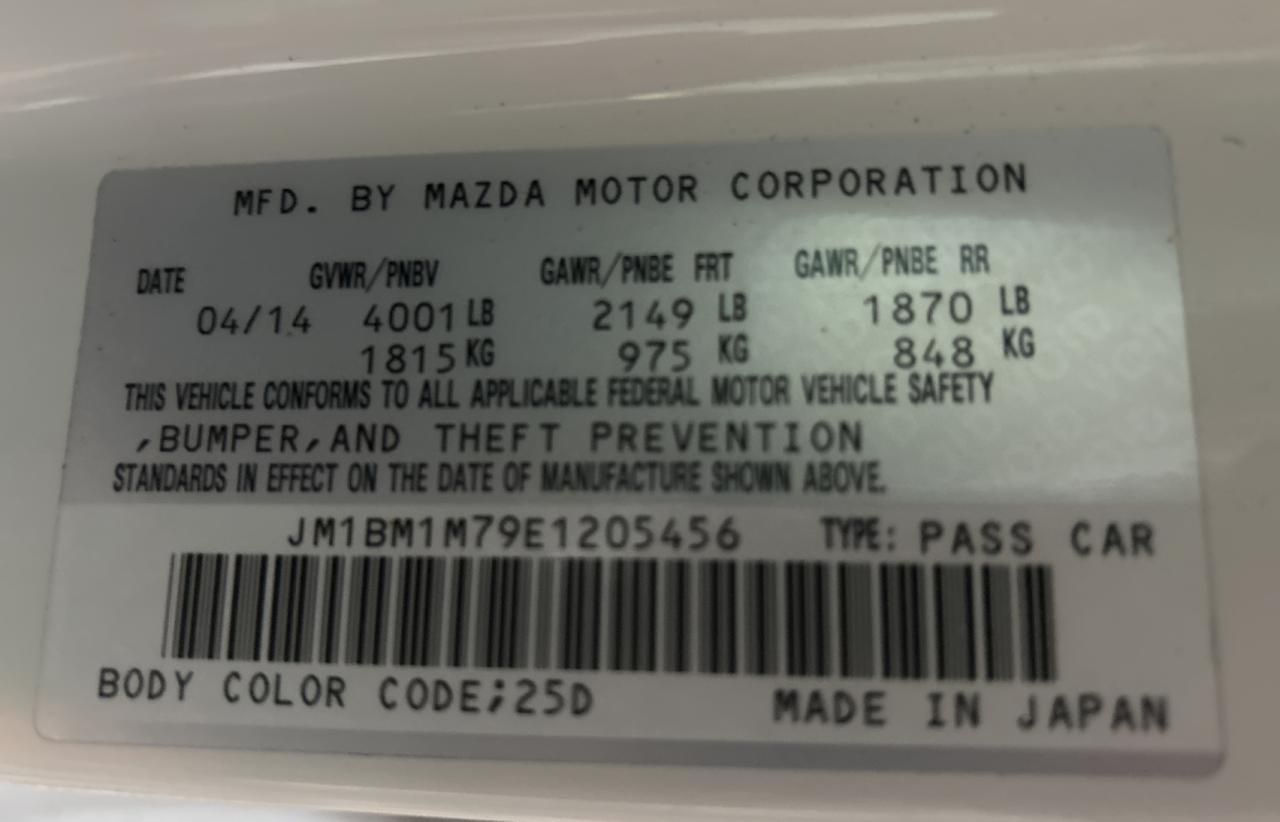 MFD. BY MAZDA MOTOR CORPORATION
DATE GVWR/PNBV GAWR/PNBE FRT GAWR/PNBE RR
04/14 4001 LB 2149 LB 1870 LB
1815 KG 975 KG 848 KG
THIS VEHICLE CONFORMS TO ALL APPLICABLE FEDERAL MOTOR VEHICLE SAFETY
,BUMPER,AND THEFT PREVENTION
STANDARDS IN EFFECT ON THE DATE OF MANUFACTURE SHOWN ABOVE.
JM1BM1M79E1205456 TYPE: PASS CAR
BODY COLOR CODE;25D MADE IN JAPAN